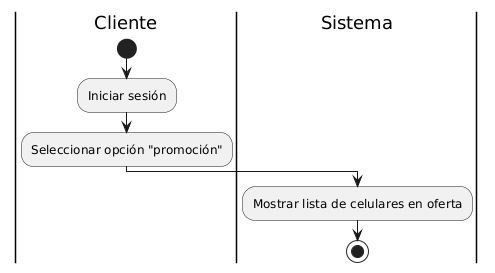 Cliente
Sistema
Iniciar sesión
Seleccionar opción "promoción"
Mostrar lista de celulares en oferta